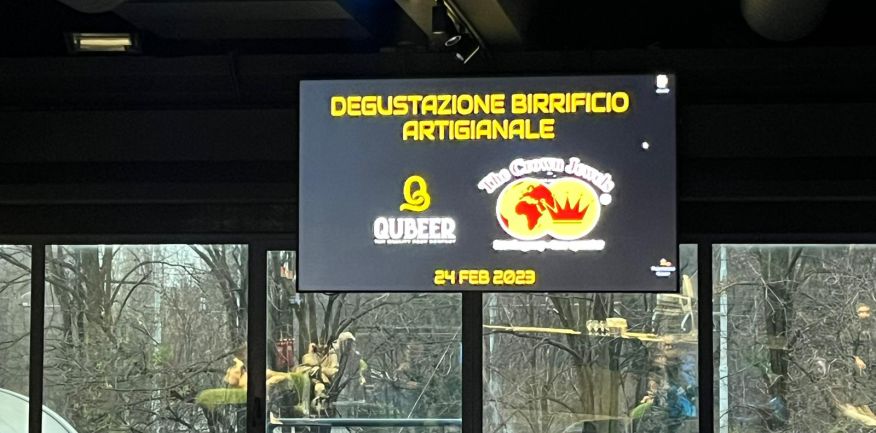 DEGUSTAZIONE BIRRIFICIO
ARTIGIANALE
The Crown Jewels
QUBEER
24 FEB 2023